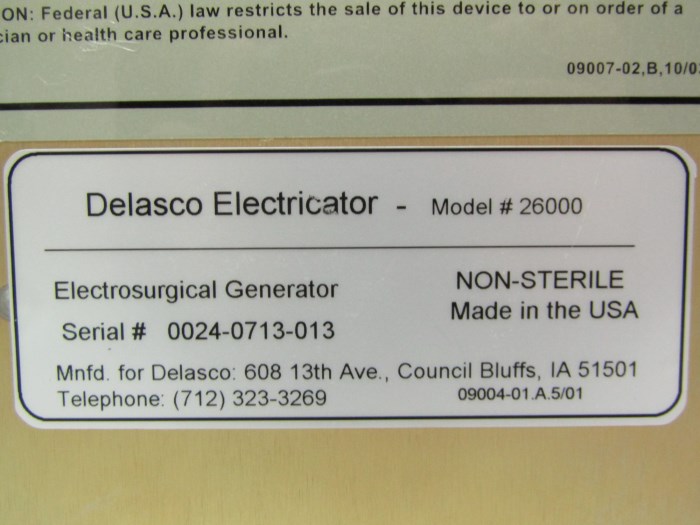 ON: Federal (U.S.A.) law restricts the sale of this device to or on order of a
cian or health care professional.
09007-02,B,10/0
Delasco Electricator - Model # 26000
Electrosurgical Generator
NON-STERILE
Made in the USA
Serial # 0024-0713-013
Mnfd. for Delasco: 608 13th Ave., Council Bluffs, IA 51501
Telephone: (712) 323-3269
09004-01.A.5/01